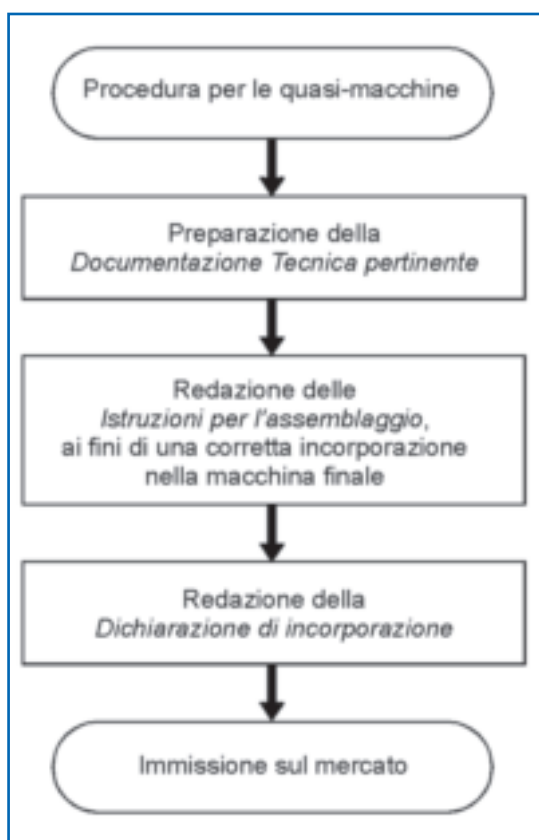 Procedura per le quasi-macchine
Preparazione della
Documentazione Tecnica pertinente
Redazione delle
Istruzioni per l'assemblaggio,
ai fini di una corretta incorporazione
nella macchina finale
Redazione della
Dichiarazione di incorporazione
Immissione sul mercato